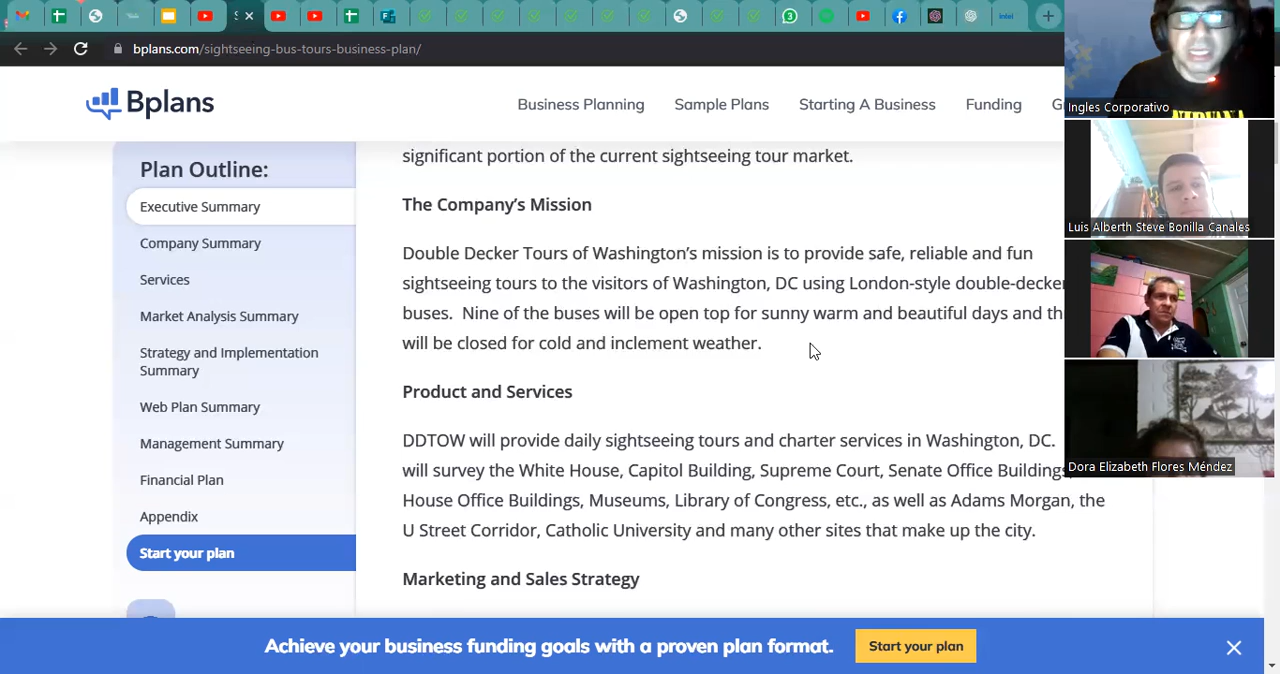 bplans.com/sightseeing-bus-tours-business-plan/
Bplans
Business Planning
Sample Plans
Starting A Business
Funding
Plan Outline:
Executive Summary
Company Summary
Services
Market Analysis Summary
Strategy and Implementation
Summary
Web Plan Summary
Management Summary
Financial Plan
Appendix
Start your plan
significant portion of the current sightseeing tour market.
The Company's Mission
Double Decker Tours of Washington's mission is to provide safe, reliable and fun
sightseeing tours to the visitors of Washington, DC using London-style double-decker
buses. Nine of the buses will be open top for sunny warm and beautiful days and
will be closed for cold and inclement weather.
Product and Services
DDTOW will provide daily sightseeing tours and charter services in Washington, DC.
will survey the White House, Capitol Building, Supreme Court, Senate Office Buildings,
House Office Buildings, Museums, Library of Congress, etc., as well as Adams Morgan, the
U Street Corridor, Catholic University and many other sites that make up the city.
Marketing and Sales Strategy
Achieve your business funding goals with a proven plan format.
Start your plan
Ingles Corporativo
Luis Alberth Steve Bonilla Canales
Dora Elizabeth Flores Méndez